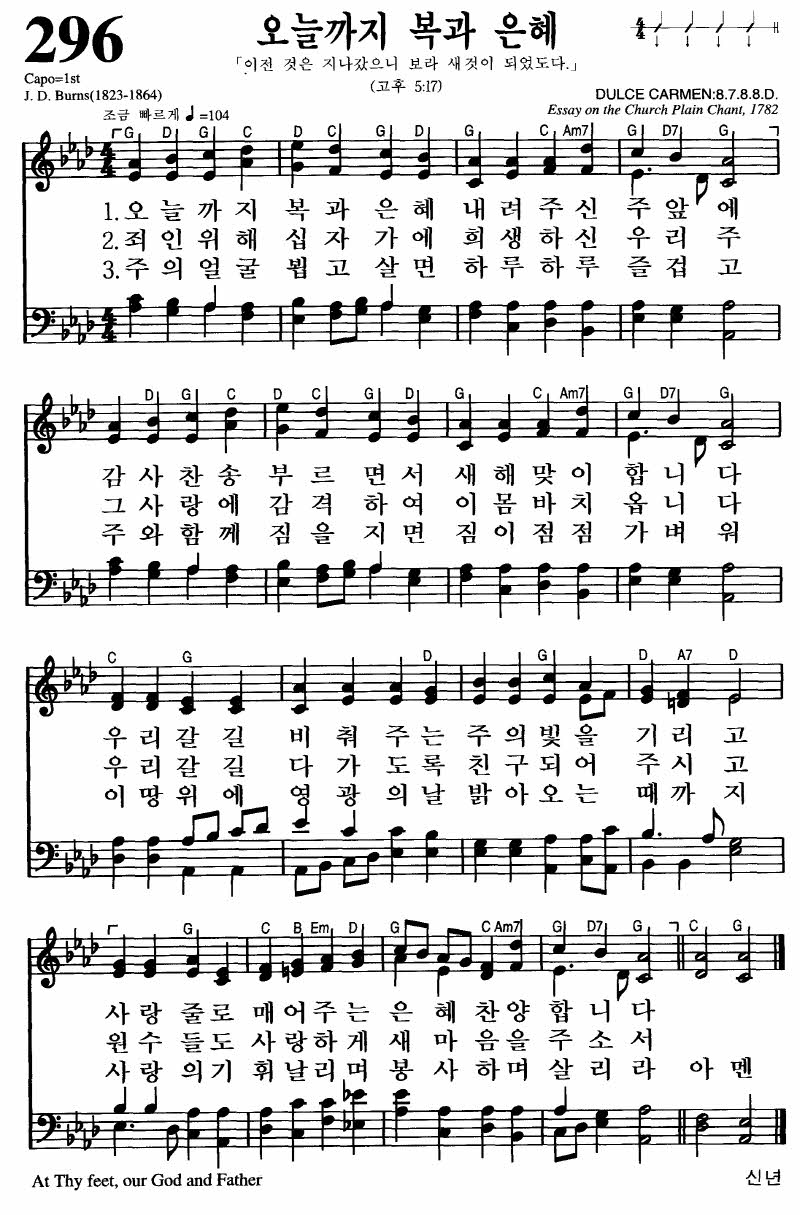 296
오늘까지 복과 은혜
「이전 것은 지나갔으니 보라 새것이 되었도다.」
(고후 5:17)
Capo=1st
J. D. Burns(1823-1864)
DULCE CARMEN:8.7.8.8.D.
Essay on the Church Plain Chant, 1782
조금 빠르게 ♩=104
G D G C D C G D G C Am7 G D7 G
1.오늘까지 복과은혜 내려주신 주앞에
2.죄인위해 십자가에 희생하신 우리주
3.주의얼굴 뵙고살면 하루하루 즐겁고
D G C D C G D G C Am7 G D7 G
감사찬송 부르면서 새해맞이 합니다
그사랑에 감격하여 이몸바치 옵니다
주와함께 짐을지면 짐이점점 가벼워
C G D G C D A7 D
우리갈길 비춰주는 주의빛을 기리고
우리갈길 다가도록 친구되어 주시고
이땅위에 영광의날 밝아오는 때까지
G C B Em D G C Am7 G D7 G C G
사랑줄로 매어주는 은혜찬양 합니다
원수들도 사랑하게 새마음을 주소서
사랑의기 휘날리며 봉사하며 살리라 아멘
At Thy feet, our God and Father
신년